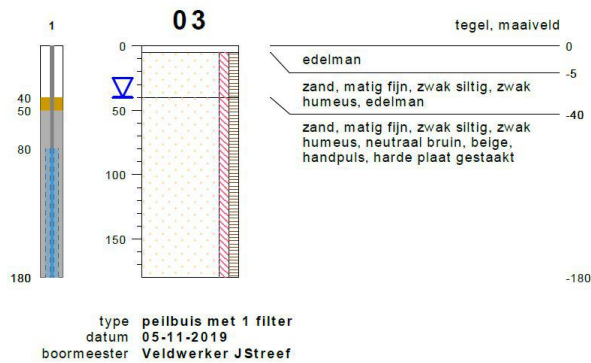 1
03
tegel, maaiveld
0
0
edelman
-5
zand, matig fijn, zwak siltig, zwak
humeus, edelman
40
50
50
-40
zand, matig fijn, zwak siltig, zwak
humeus, neutraal bruin, beige,
handpuls, harde plaat gestaakt
80
100
150
180
-180
type peilbuis met 1 filter
datum 05-11-2019
boormeester Veldwerker JStreef